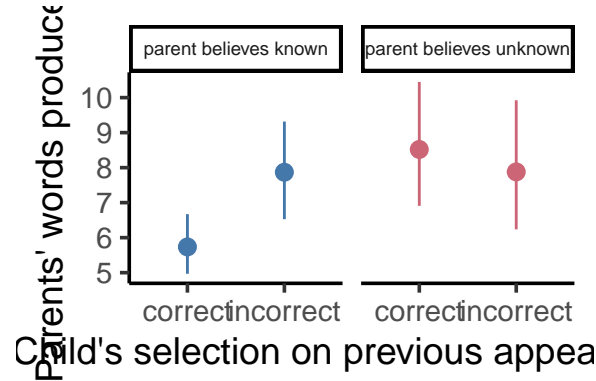 parent believes known
parent believes unknown
Parents' words produce
10
9
8
7
6
5
correct
incorrect
correct
incorrect
Child's selection on previous appea